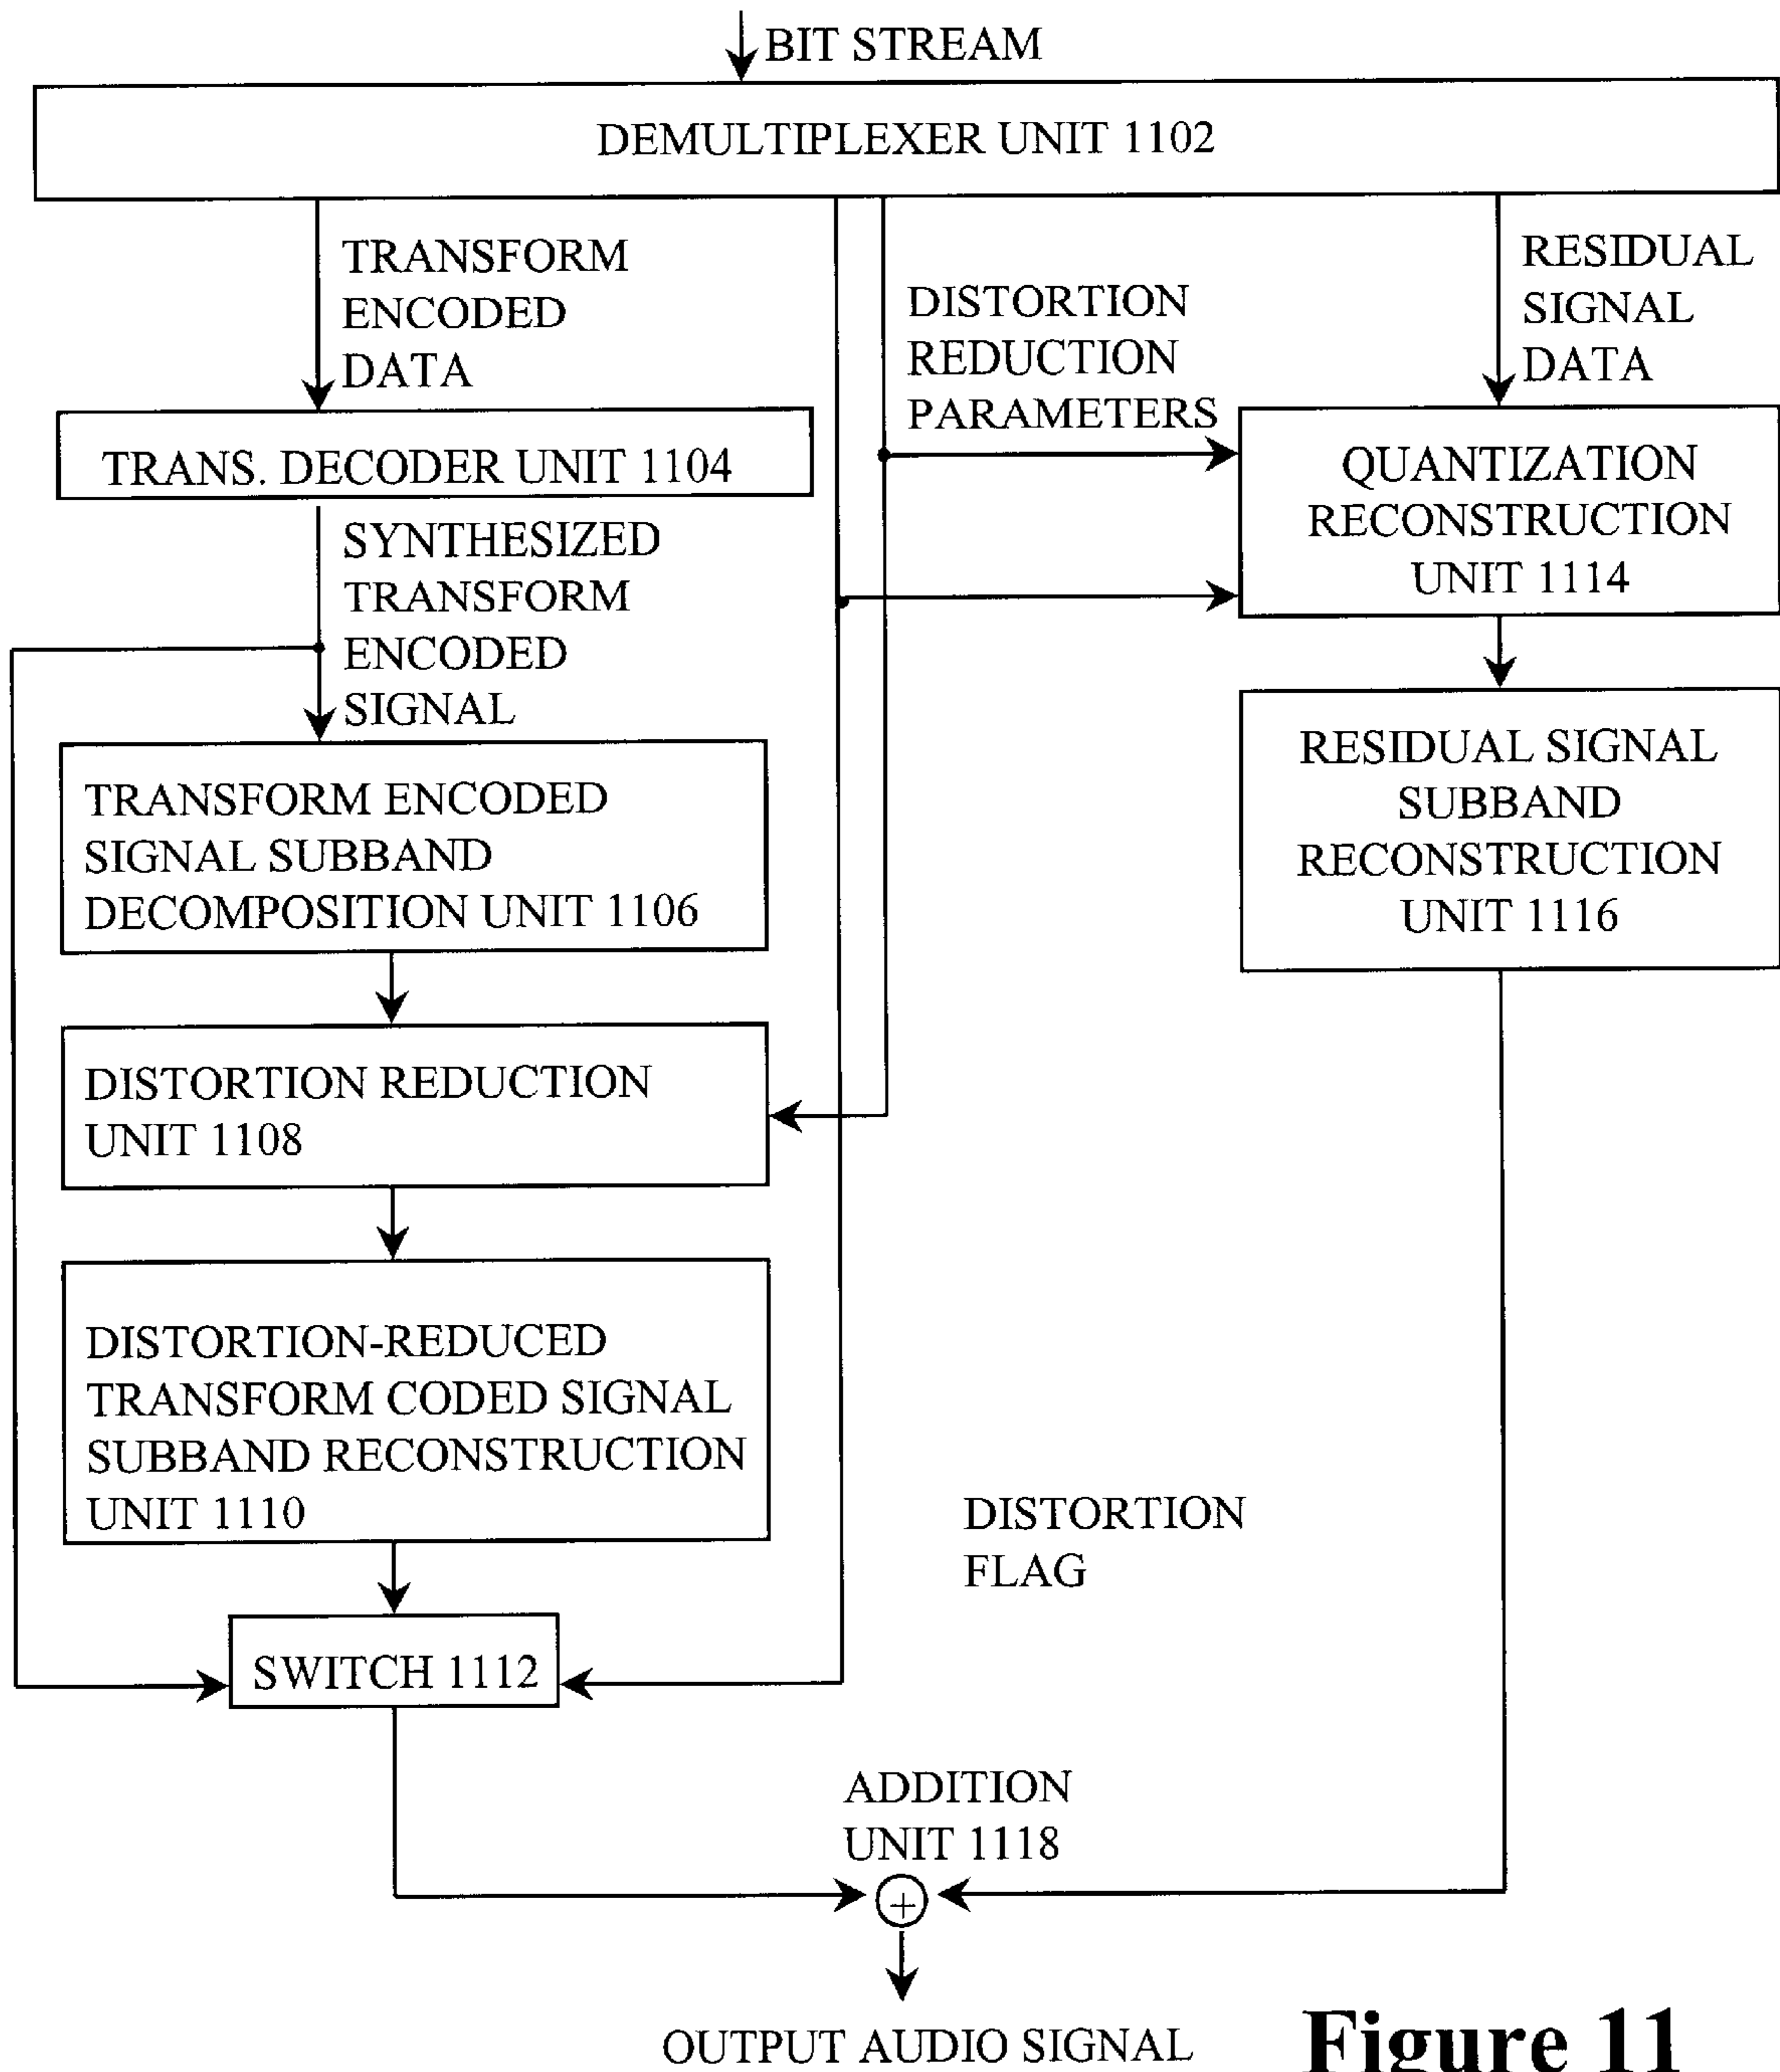 BIT STREAM
DEMULTIPLEXER UNIT 1102
TRANSFORM
ENCODED
DATA
DISTORTION
REDUCTION
PARAMETERS
RESIDUAL
SIGNAL
DATA
TRANS. DECODER UNIT 1104
QUANTIZATION
RECONSTRUCTION
UNIT 1114
SYNTHESIZED
TRANSFORM
ENCODED
SIGNAL
TRANSFORM ENCODED
SIGNAL SUBBAND
DECOMPOSITION UNIT 1106
RESIDUAL SIGNAL
SUBBAND
RECONSTRUCTION
UNIT 1116
DISTORTION REDUCTION
UNIT 1108
DISTORTION-REDUCED
TRANSFORM CODED SIGNAL
SUBBAND RECONSTRUCTION
UNIT 1110
DISTORTION
FLAG
SWITCH 1112
ADDITION
UNIT 1118
+
OUTPUT AUDIO SIGNAL
Figure 11